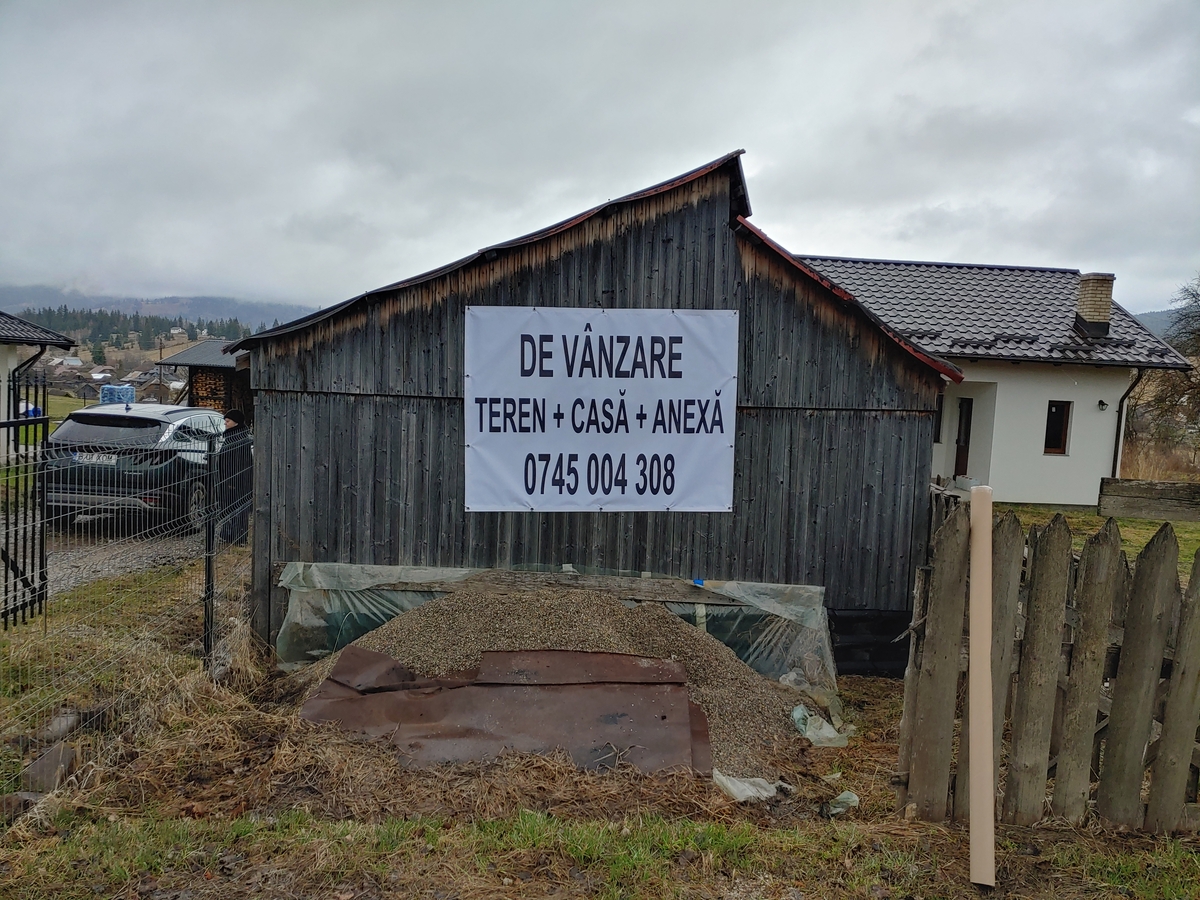 DE VÂNZARE
TEREN + CASĂ + ANEXĂ
0745 004 308